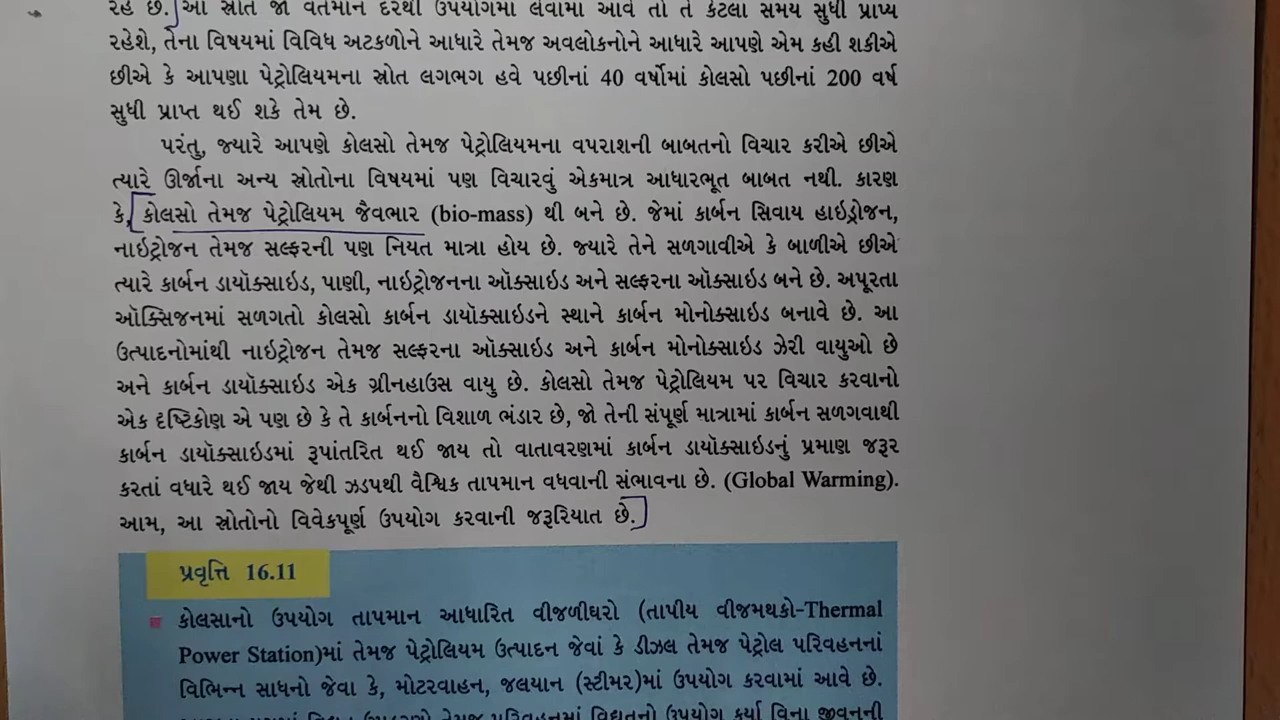 રહે છે. આ સ્રોત જો વર્તમાન દરથી ઉપયોગમાં લેવામાં આવે તો તે કેટલા સમય સુધી પ્રાપ્ય
રહેશે, તેના વિષયમાં વિવિધ અટકળોને આધારે તેમજ અવલોકનોને આધારે આપણે એમ કહી શકીએ
છીએ કે આપણા પેટ્રોલિયમના સ્રોત લગભગ હવે પછીનાં 40 વર્ષોમાં કોલસો પછીનાં 200 વર્ષ
સુધી પ્રાપ્ત થઈ શકે તેમ છે.
પરંતુ, જ્યારે આપણે કોલસો તેમજ પેટ્રોલિયમના વપરાશની બાબતનો વિચાર કરીએ છીએ
ત્યારે ઊર્જાના અન્ય સ્રોતોના વિષયમાં પણ વિચારવું એકમાત્ર આધારભૂત બાબત નથી. કારણ
કે, કોલસો તેમજ પેટ્રોલિયમ જૈવભાર (bio-mass) થી બને છે. જેમાં કાર્બન સિવાય હાઇડ્રોજન,
નાઇટ્રોજન તેમજ સલ્ફરની પણ નિયત માત્રા હોય છે. જ્યારે તેને સળગાવીએ કે બાળીએ છીએ
ત્યારે કાર્બન ડાયૉક્સાઇડ, પાણી, નાઇટ્રોજનના ઑક્સાઇડ અને સલ્ફરના ઑક્સાઇડ બને છે. અપૂરતા
ઑક્સિજનમાં સળગતો કોલસો કાર્બન ડાયૉક્સાઇડને સ્થાને કાર્બન મોનોક્સાઇડ બનાવે છે. આ
ઉત્પાદનોમાંથી નાઇટ્રોજન તેમજ સલ્ફરના ઑક્સાઇડ અને કાર્બન મોનોક્સાઇડ ઝેરી વાયુઓ છે
અને કાર્બન ડાયૉક્સાઇડ એક ગ્રીનહાઉસ વાયુ છે. કોલસો તેમજ પેટ્રોલિયમ પર વિચાર કરવાનો
એક દૃષ્ટિકોણ એ પણ છે કે તે કાર્બનનો વિશાળ ભંડાર છે, જો તેની સંપૂર્ણ માત્રામાં કાર્બન સળગવાથી
કાર્બન ડાયૉક્સાઇડમાં રૂપાંતરિત થઈ જાય તો વાતાવરણમાં કાર્બન ડાયૉક્સાઇડનું પ્રમાણ જરૂર
કરતાં વધારે થઈ જાય જેથી ઝડપથી વૈશ્વિક તાપમાન વધવાની સંભાવના છે. (Global Warming).
આમ, આ સ્રોતોનો વિવેકપૂર્ણ ઉપયોગ કરવાની જરૂરિયાત છે.
પ્રવૃત્તિ 16.11
કોલસાનો ઉપયોગ તાપમાન આધારિત વીજળીઘરો (તાપીય વીજમથકો-Thermal
Power Station)માં તેમજ પેટ્રોલિયમ ઉત્પાદન જેવાં કે ડીઝલ તેમજ પેટ્રોલ પરિવહનનાં
વિભિન્ન સાધનો જેવા કે, મોટરવાહન, જલયાન (સ્ટીમર)માં ઉપયોગ કરવામાં આવે છે.
તેમજ પરિવહનમાં વિદ્યુતનો ઉપયોગ કર્યા વિના જીવનની